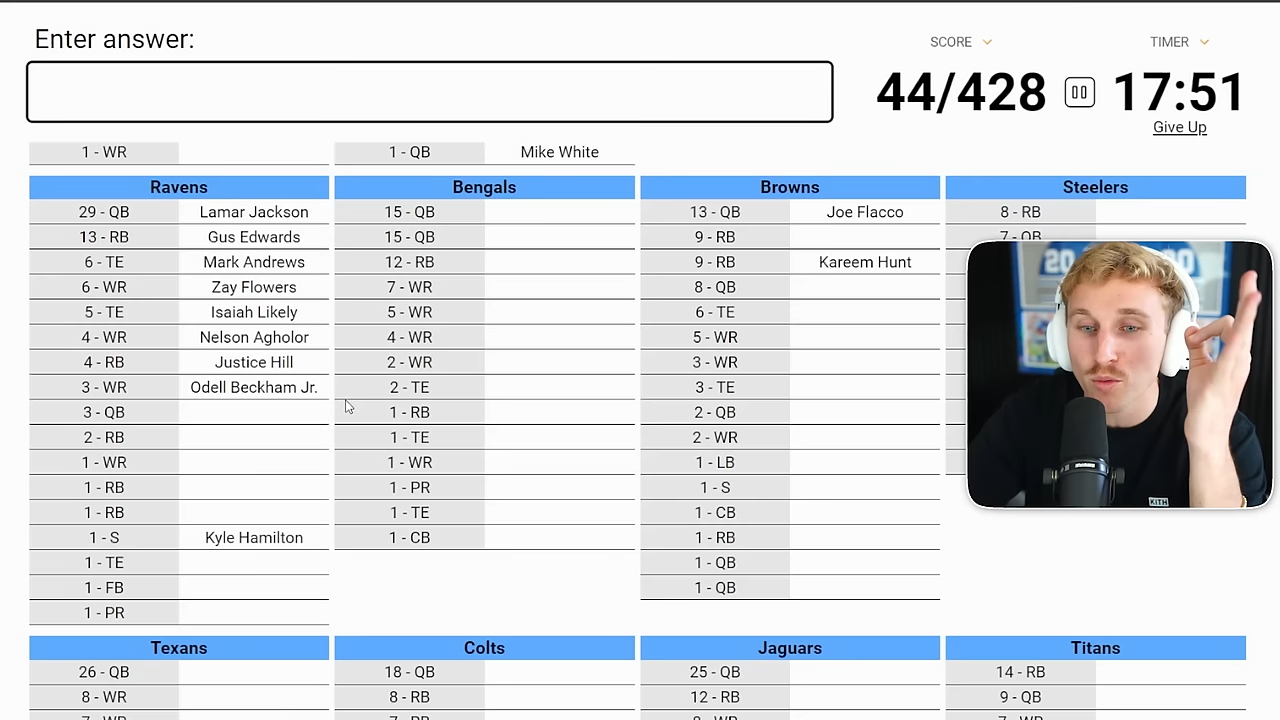 Enter answer:
SCORE
TIMER
44/428
17:51
Give Up
1 - WR
1 - QB Mike White
Ravens Bengals Browns Steelers
29 - QB Lamar Jackson 15 - QB 13 - QB Joe Flacco 8 - RB
13 - RB Gus Edwards 15 - QB 9 - RB 7 - QB
6 - TE Mark Andrews 12 - RB 9 - RB Kareem Hunt
6 - WR Zay Flowers 7 - WR 8 - QB
5 - TE Isaiah Likely 5 - WR 6 - TE
4 - WR Nelson Agholor 4 - WR 5 - WR
4 - RB Justice Hill 2 - WR 3 - WR
3 - WR Odell Beckham Jr. 2 - TE 3 - TE
3 - QB 1 - RB 2 - QB
2 - RB 1 - TE 2 - WR
1 - WR 1 - WR 1 - LB
1 - RB 1 - PR 1 - S
1 - RB 1 - TE 1 - CB
1 - S Kyle Hamilton 1 - CB 1 - RB
1 - TE 1 - QB
1 - FB 1 - QB
1 - PR
KITH
Texans Colts Jaguars Titans
26 - QB 18 - QB 25 - QB 14 - RB
8 - WR 8 - RB 12 - RB 9 - QB